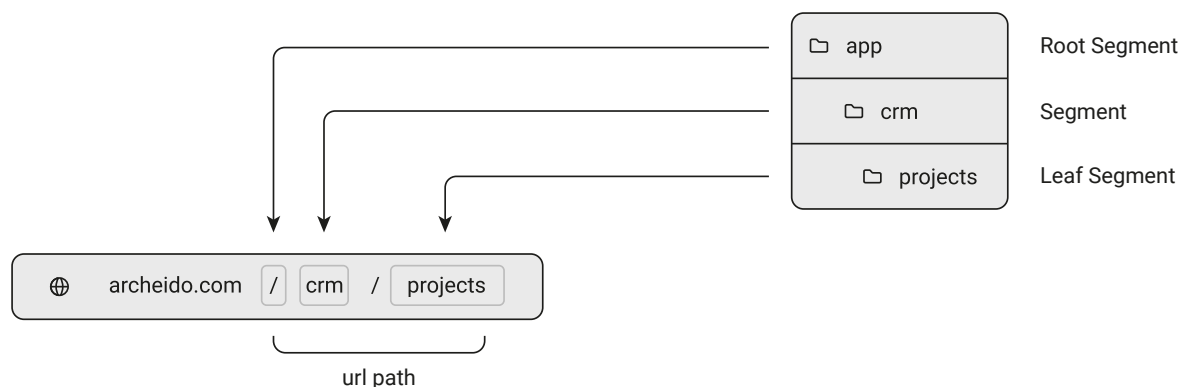 app Root Segment
crm Segment
projects Leaf Segment
archeido.com / crm / projects
url path